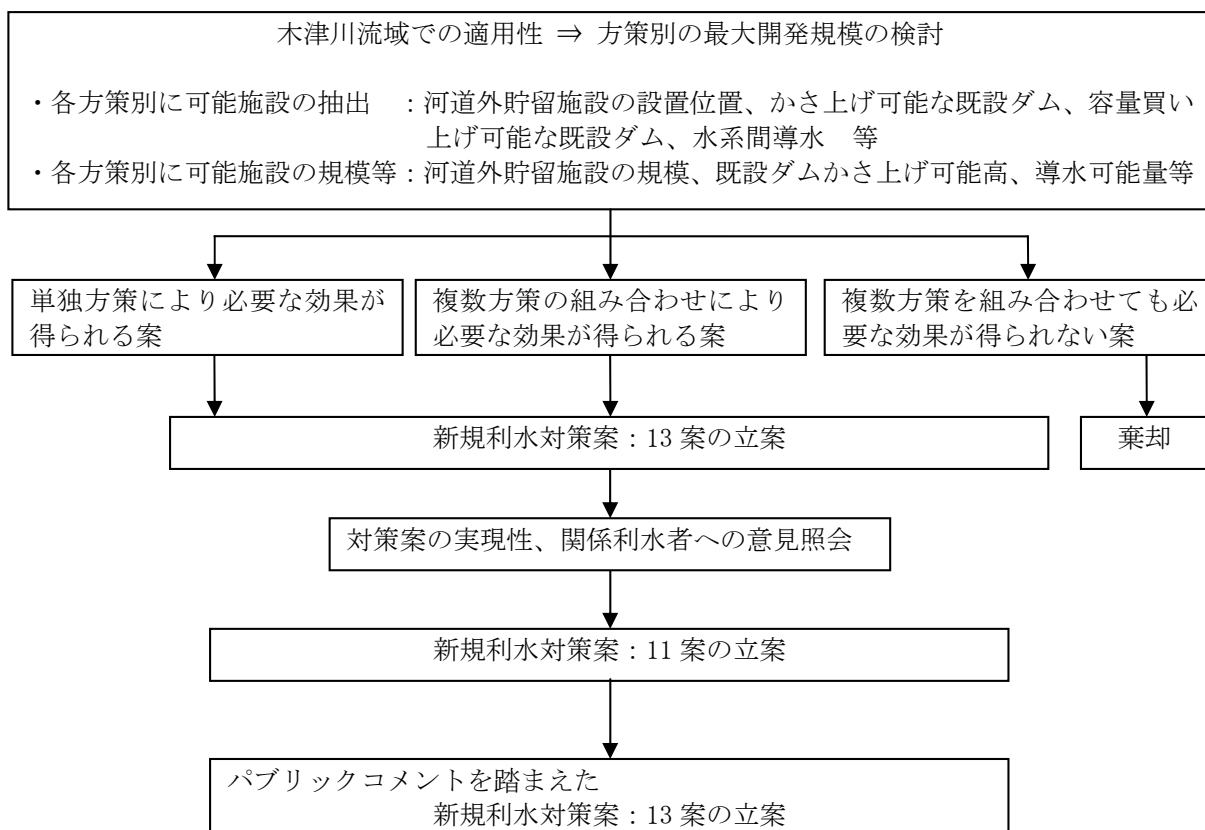 木津川流域での適用性 ⇒ 方策別の最大開発規模の検討
・各方策別に可能施設の抽出 ：河道外貯留施設の設置位置、かさ上げ可能な既設ダム、容量買い
上げ可能な既設ダム、水系間導水 等
・各方策別に可能施設の規模等：河道外貯留施設の規模、既設ダムかさ上げ可能高、導水可能量等
単独方策により必要な効果が
得られる案
複数方策の組み合わせにより
必要な効果が得られる案
複数方策を組み合わせても必
要な効果が得られない案
新規利水対策案：13 案の立案
棄却
対策案の実現性、関係利水者への意見照会
新規利水対策案：11 案の立案
パブリックコメントを踏まえた
新規利水対策案：13 案の立案